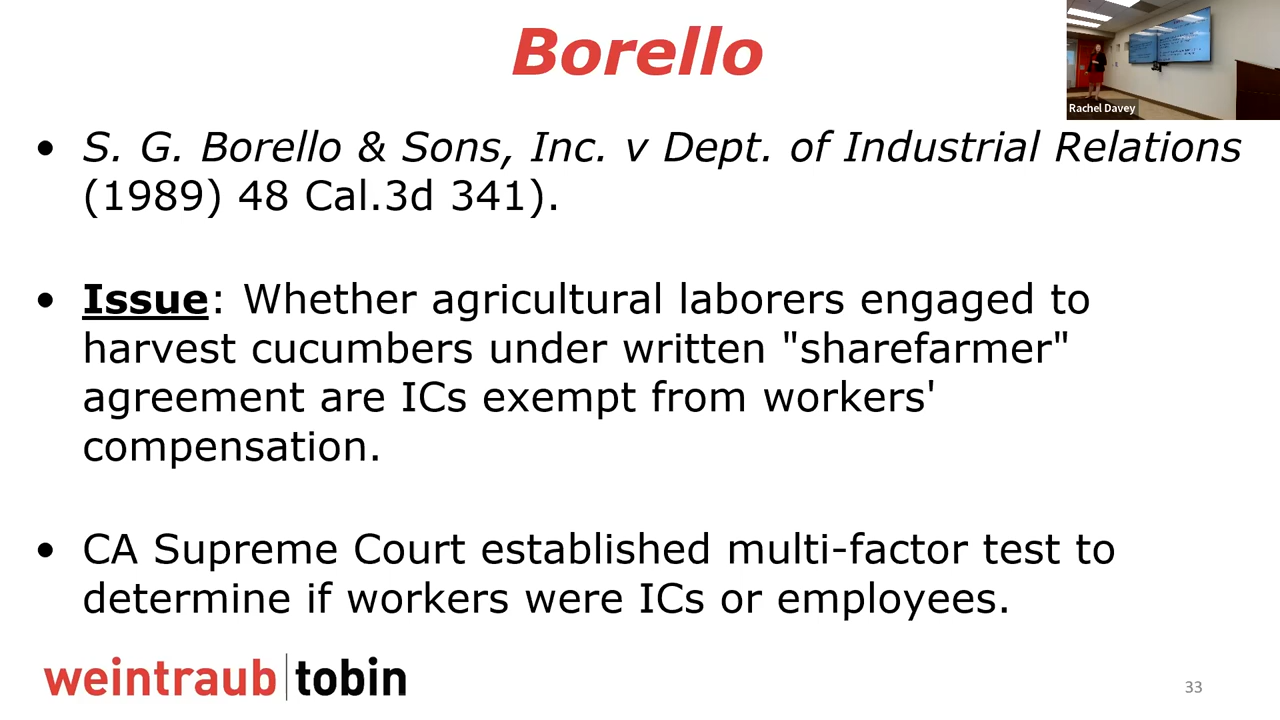 Borello
Rachel Davey
• S. G. Borello & Sons, Inc. v Dept. of Industrial Relations
(1989) 48 Cal.3d 341).
• Issue: Whether agricultural laborers engaged to
harvest cucumbers under written "sharefarmer"
agreement are ICs exempt from workers'
compensation.
• CA Supreme Court established multi-factor test to
determine if workers were ICs or employees.
weintraub tobin
33